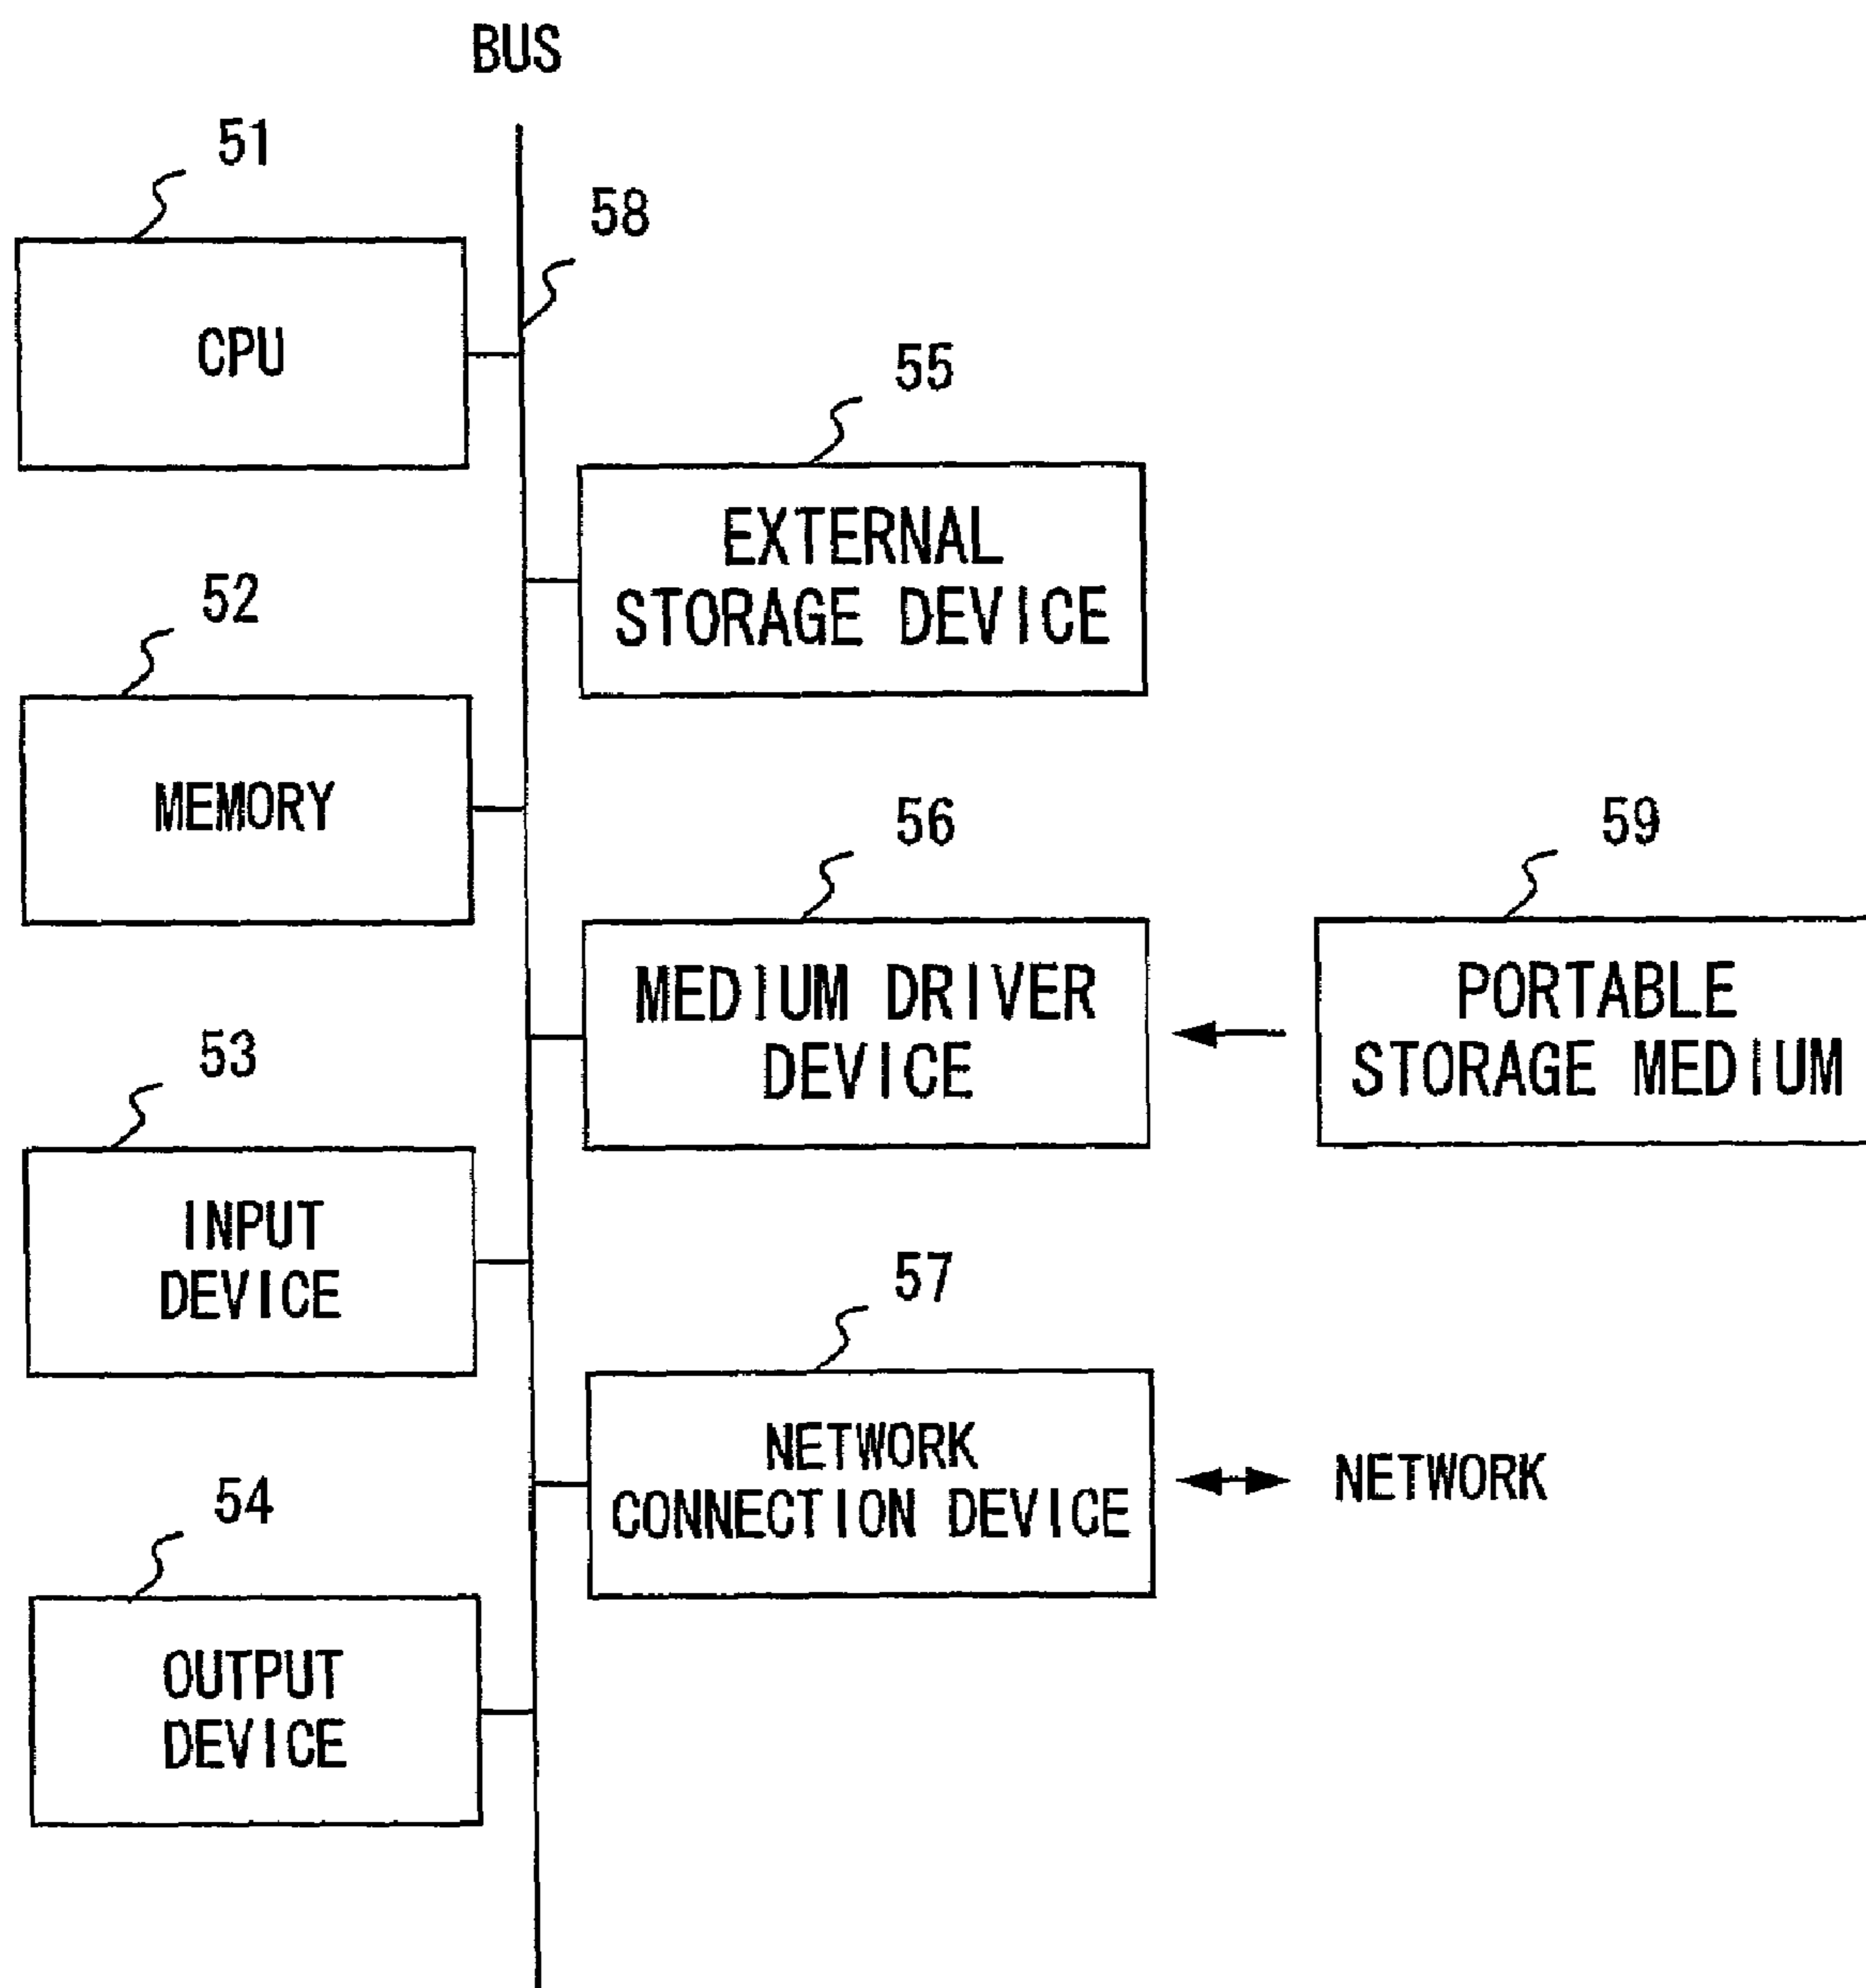 BUS
51
58
CPU
55
EXTERNAL
STORAGE DEVICE
52
MEMORY
56
59
MEDIUM DRIVER
DEVICE
PORTABLE
STORAGE MEDIUM
53
INPUT
DEVICE
57
NETWORK
CONNECTION DEVICE
NETWORK
54
OUTPUT
DEVICE